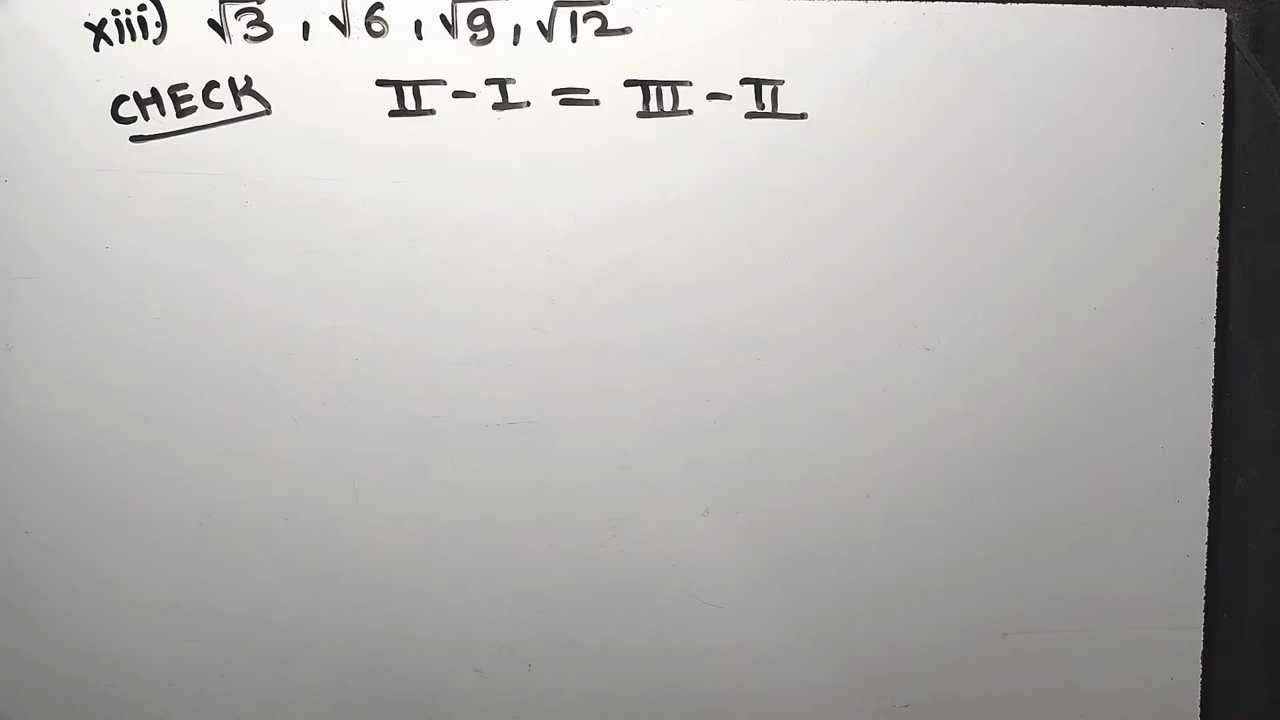 xiii) √3 , √6 , √9 , √12
CHECK II - I = III - II